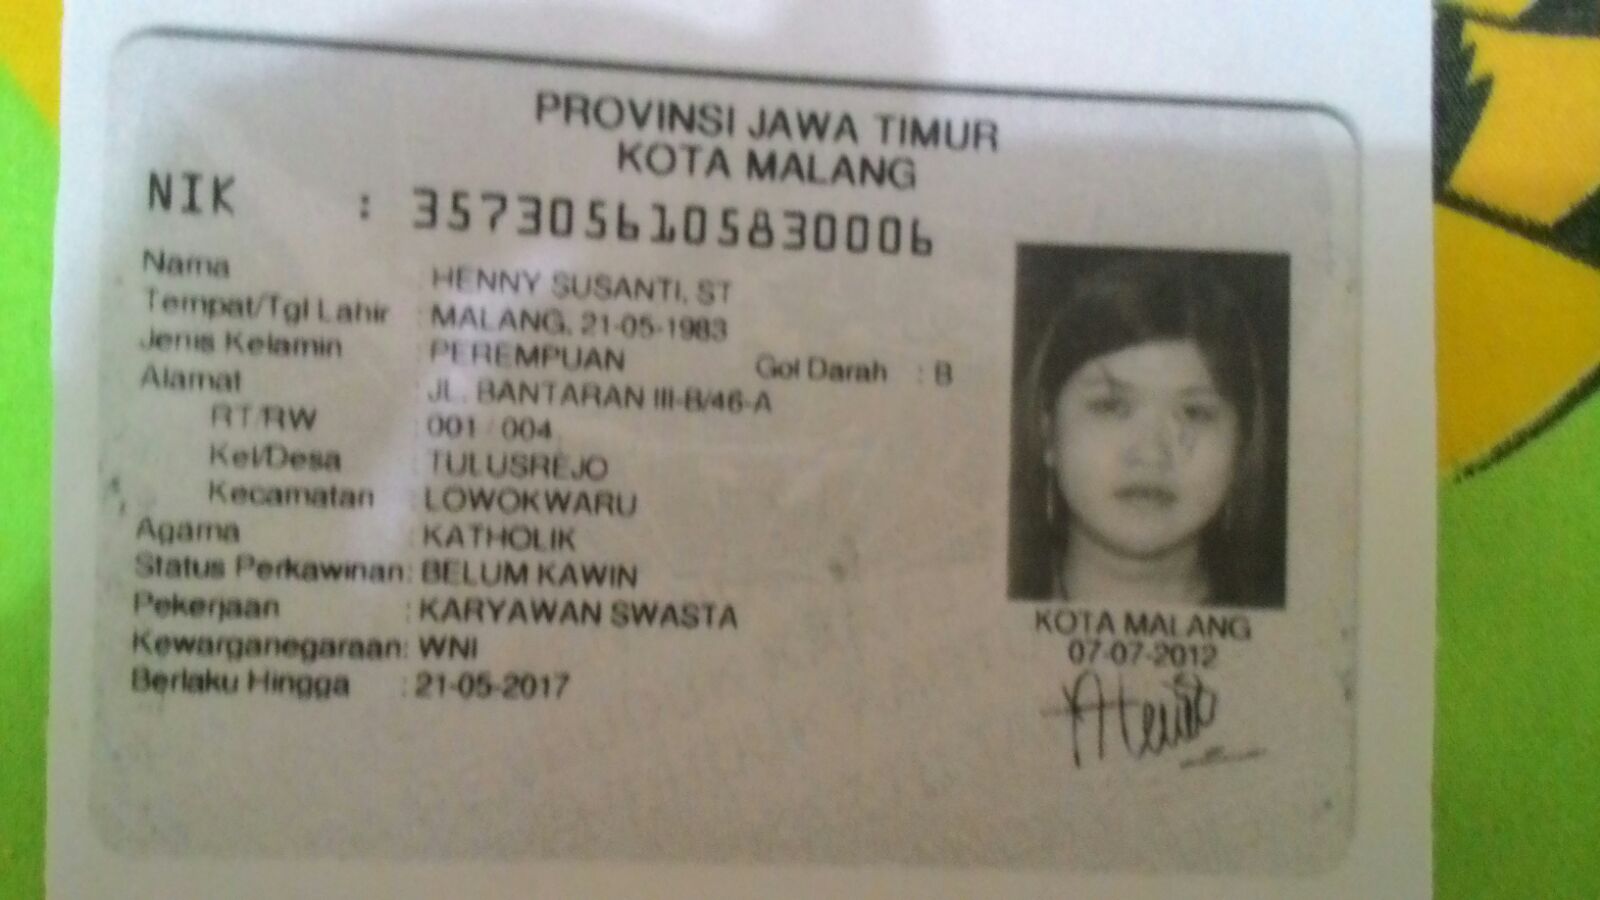 PROVINSI JAWA TIMUR
KOTA MALANG
NIK : 3573056105830006
Nama : HENNY SUSANTI, ST
Tempat/Tgl Lahir : MALANG, 21-05-1983
Jenis Kelamin : PEREMPUAN Gol Darah : B
Alamat : JL. BANTARAN III-B/46-A
RT/RW : 001 / 004
Kel/Desa : TULUSREJO
Kecamatan : LOWOKWARU
Agama : KATHOLIK
Status Perkawinan: BELUM KAWIN
Pekerjaan : KARYAWAN SWASTA
Kewarganegaraan: WNI
Berlaku Hingga : 21-05-2017
KOTA MALANG
07-07-2012